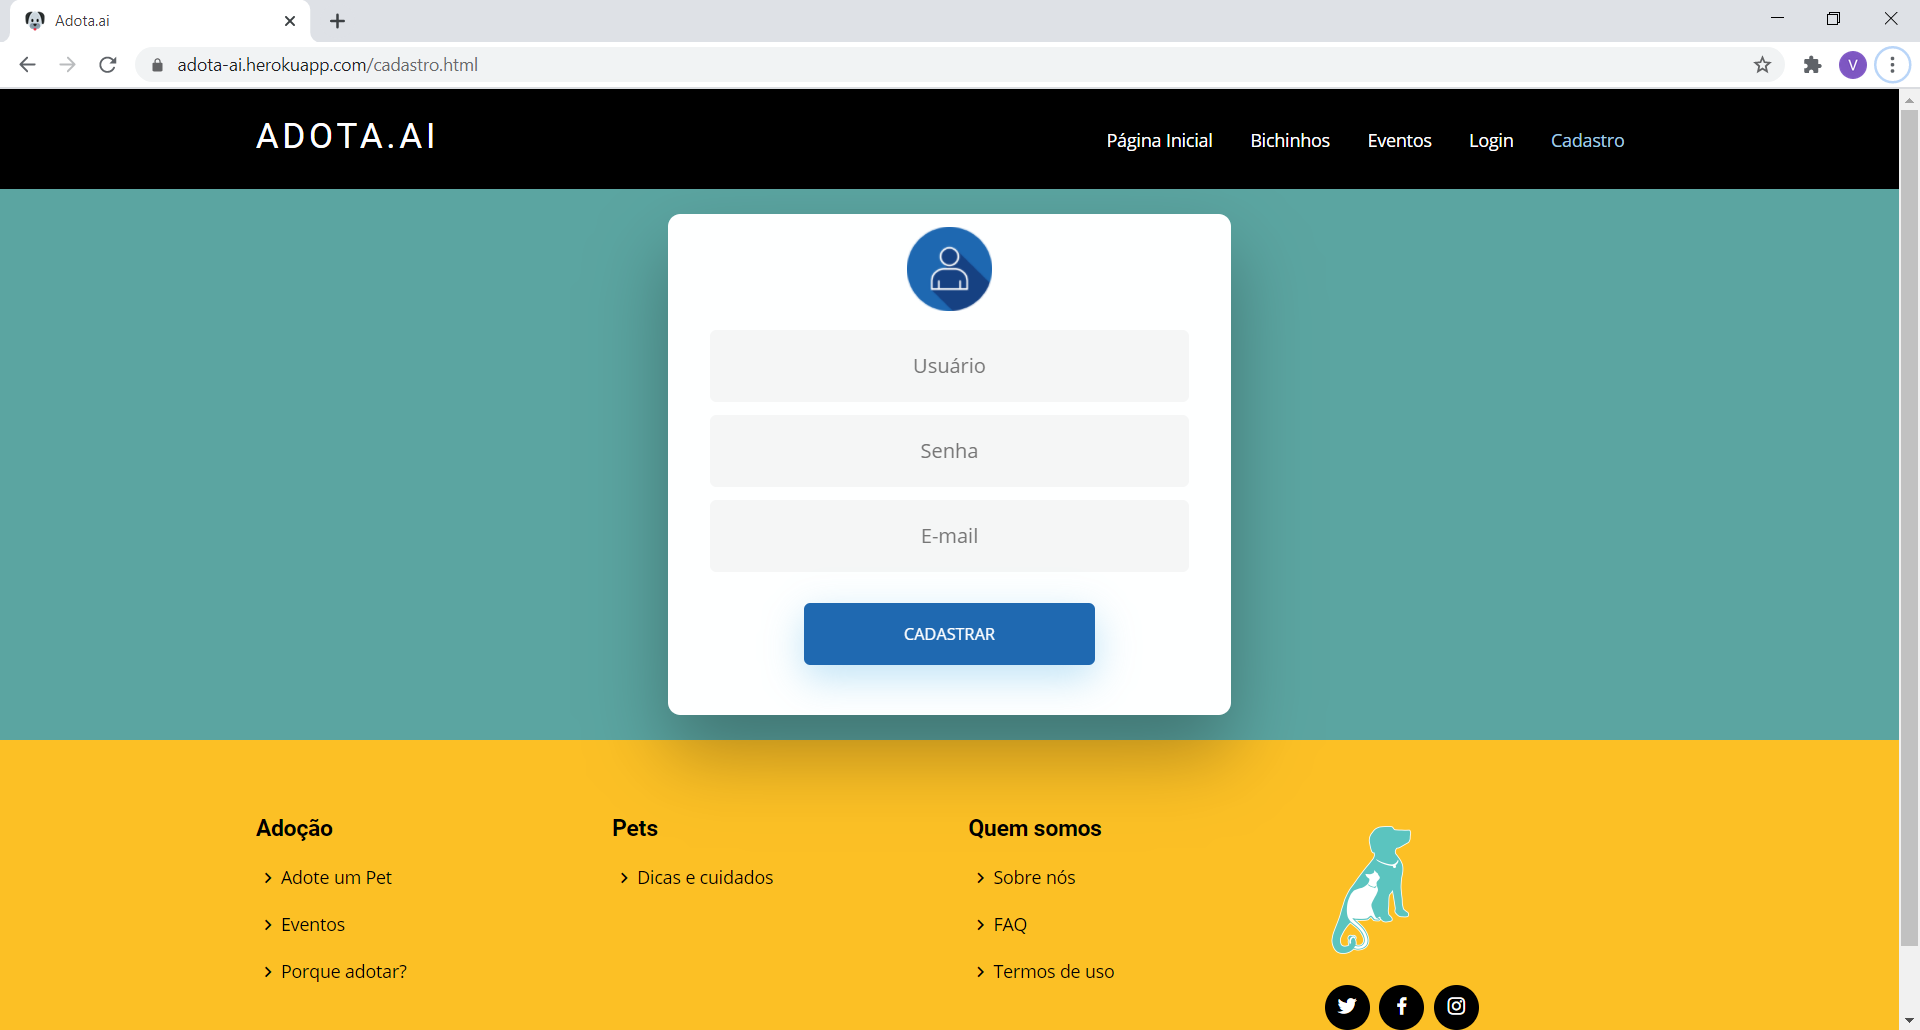 Adota.ai
adota-ai.herokuapp.com/cadastro.html
V
ADOTA.AI
Página Inicial Bichinhos Eventos Login Cadastro
Usuário
Senha
E-mail
CADASTRAR
Adoção
Adote um Pet
Eventos
Porque adotar?
Pets
Dicas e cuidados
Quem somos
Sobre nós
FAQ
Termos de uso